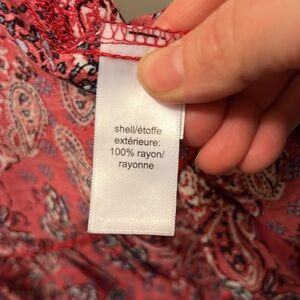 shell/étoffe
extérieure:
100% rayon/
rayonne